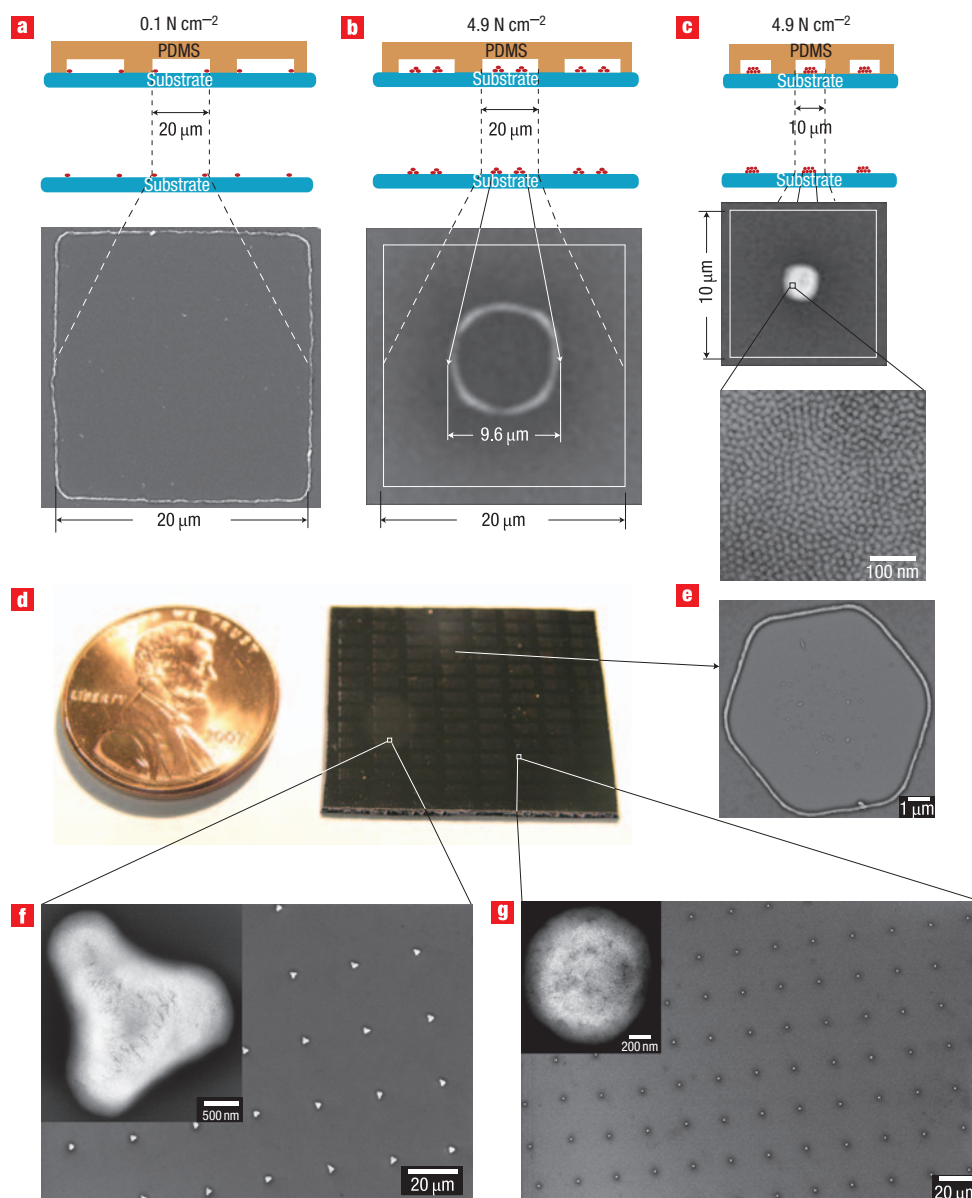 a
0.1 N cm⁻²
PDMS
Substrate
20 μm
Substrate
20 μm
b
4.9 N cm⁻²
PDMS
Substrate
20 μm
Substrate
9.6 μm
20 μm
c
4.9 N cm⁻²
PDMS
Substrate
10 μm
Substrate
10 μm
100 nm
d
WE TRUST
LIBERTY
2007
e
1 μm
f
500 nm
20 μm
g
200 nm
20 μm